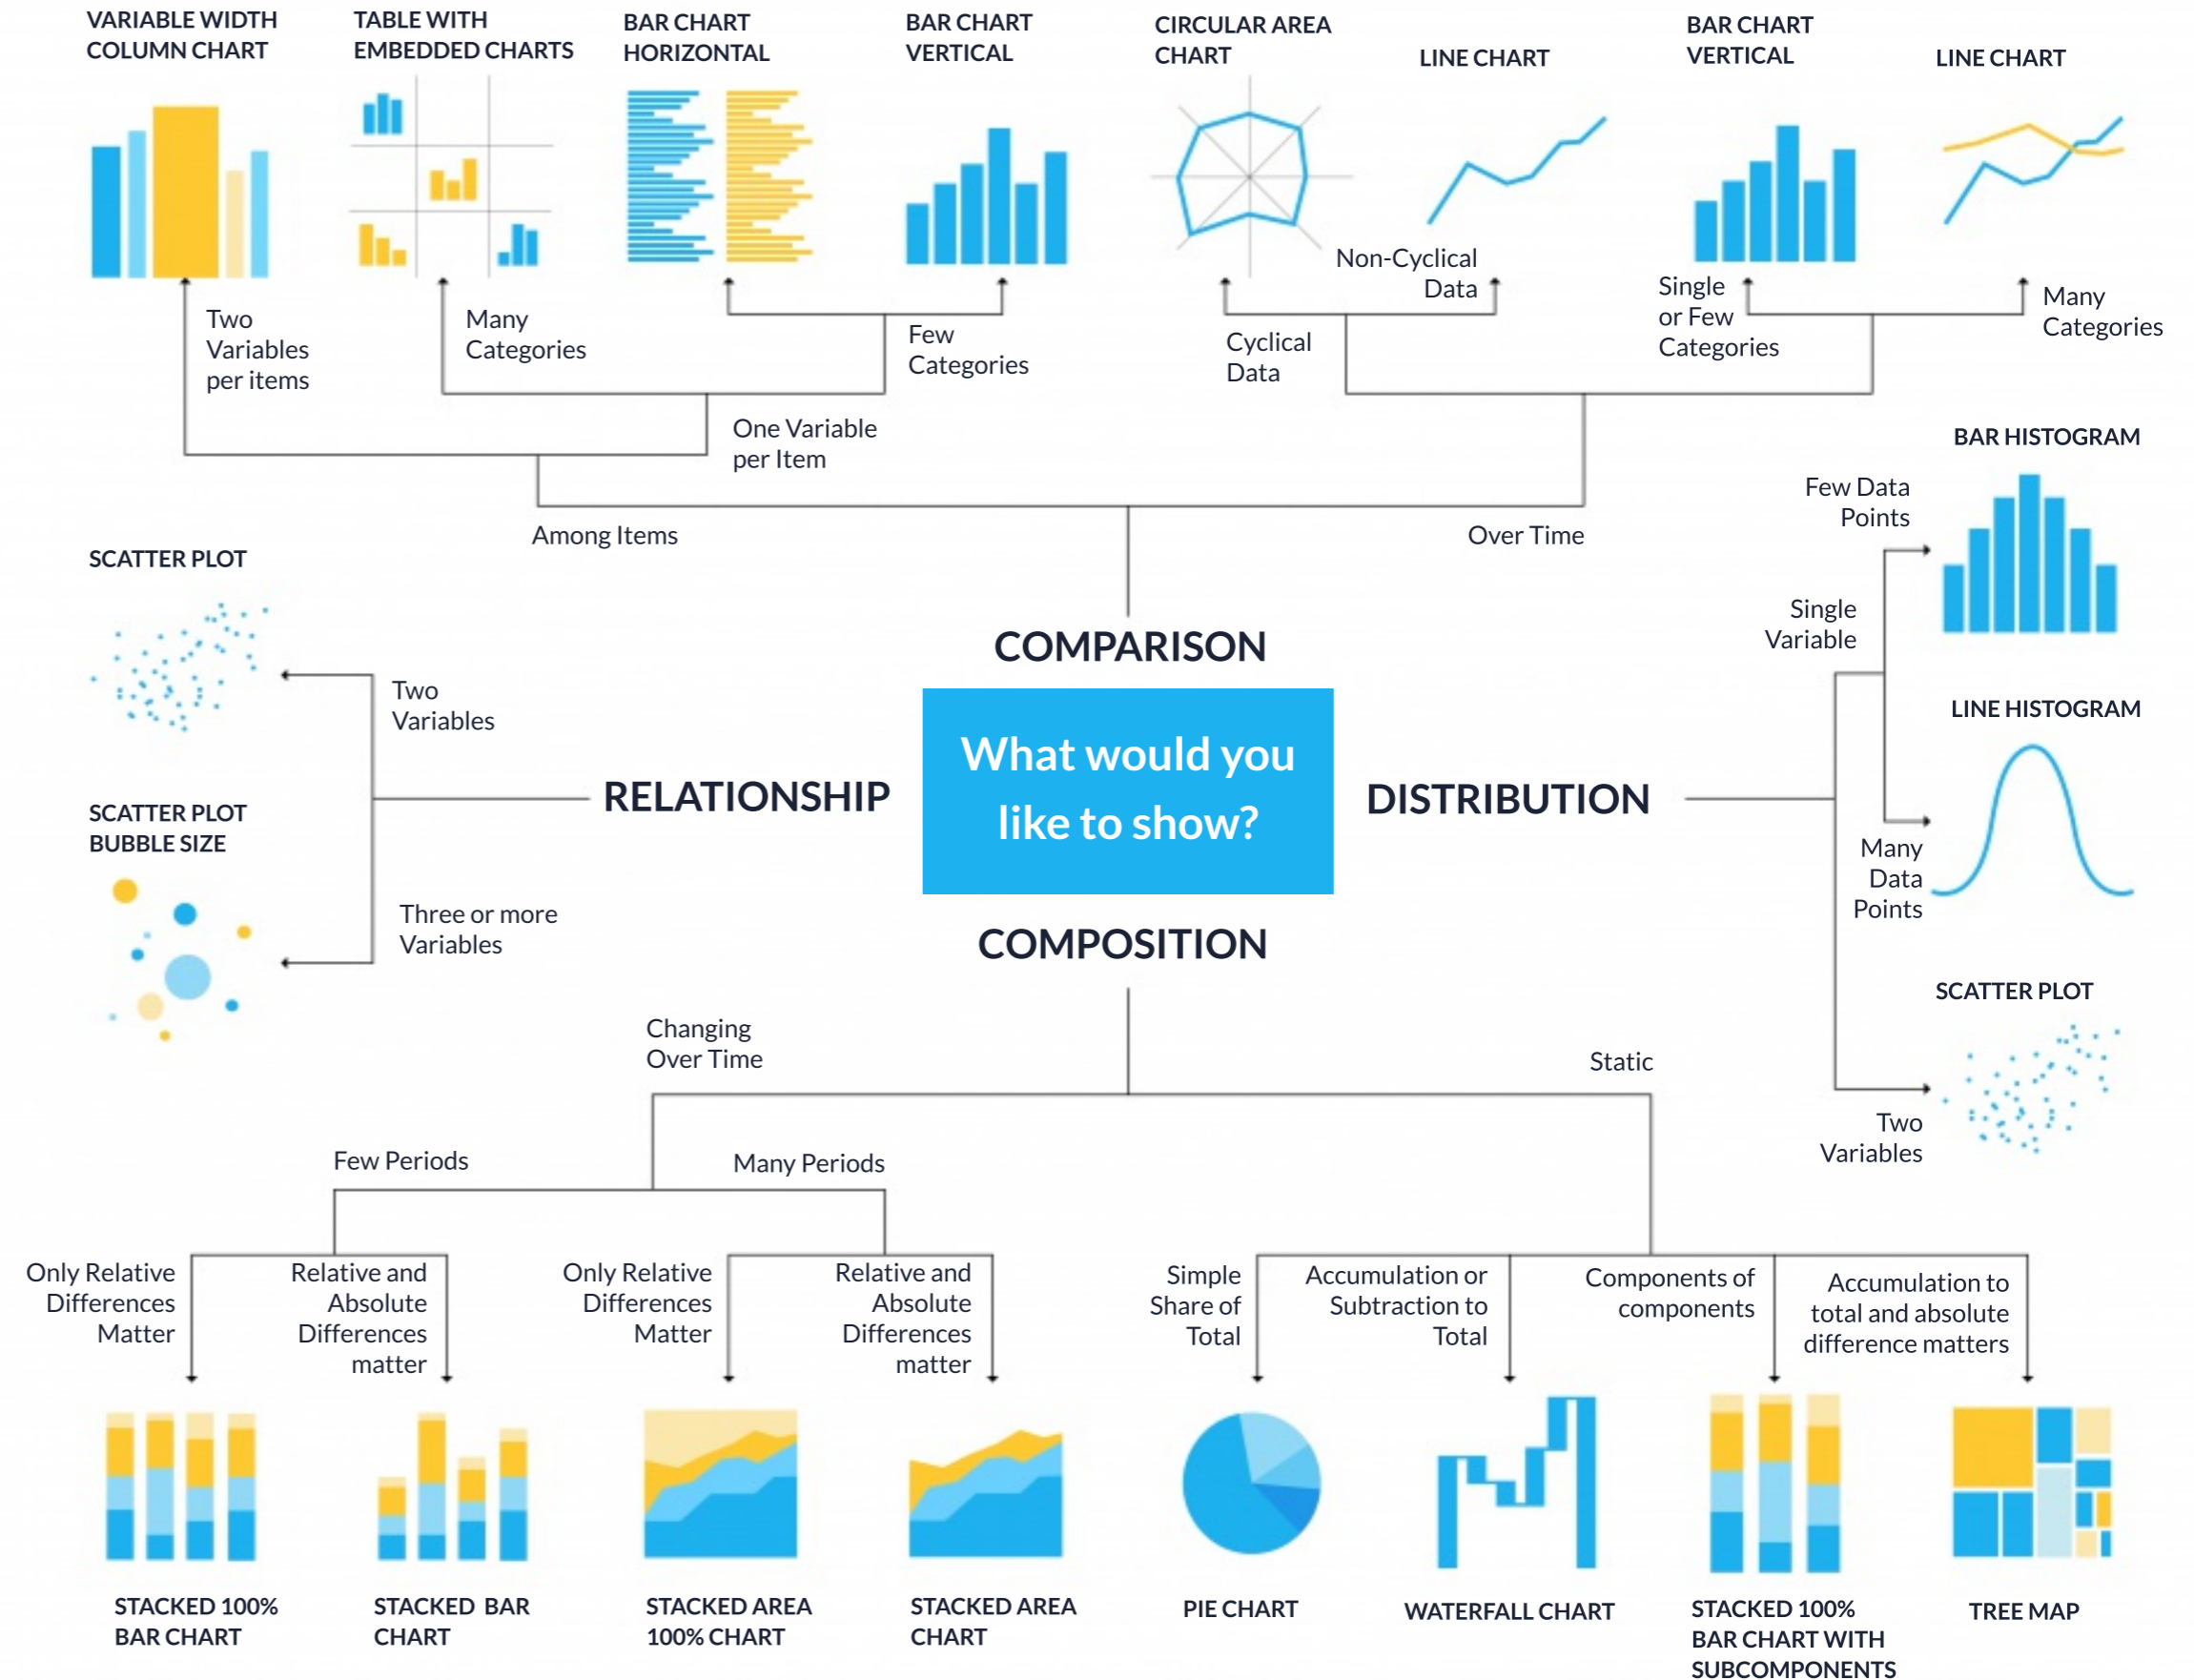 VARIABLE WIDTH
COLUMN CHART
TABLE WITH
EMBEDDED CHARTS
BAR CHART
HORIZONTAL
BAR CHART
VERTICAL
CIRCULAR AREA
CHART
LINE CHART
BAR CHART
VERTICAL
LINE CHART
Two
Variables
per items
Many
Categories
Few
Categories
Cyclical
Data
Non-Cyclical
Data
Single
or Few
Categories
Many
Categories
One Variable
per Item
Among Items
Over Time
BAR HISTOGRAM
Few Data
Points
Single
Variable
LINE HISTOGRAM
Many
Data
Points
SCATTER PLOT
Two
Variables
SCATTER PLOT
Two
Variables
SCATTER PLOT
BUBBLE SIZE
Three or more
Variables
COMPARISON
RELATIONSHIP
What would you
like to show?
DISTRIBUTION
COMPOSITION
Changing
Over Time
Static
Few Periods
Many Periods
Only Relative
Differences
Matter
Relative and
Absolute
Differences
matter
Only Relative
Differences
Matter
Relative and
Absolute
Differences
matter
Simple
Share of
Total
Accumulation or
Subtraction to
Total
Components of
components
Accumulation to
total and absolute
difference matters
STACKED 100%
BAR CHART
STACKED BAR
CHART
STACKED AREA
100% CHART
STACKED AREA
CHART
PIE CHART
WATERFALL CHART
STACKED 100%
BAR CHART WITH
SUBCOMPONENTS
TREE MAP